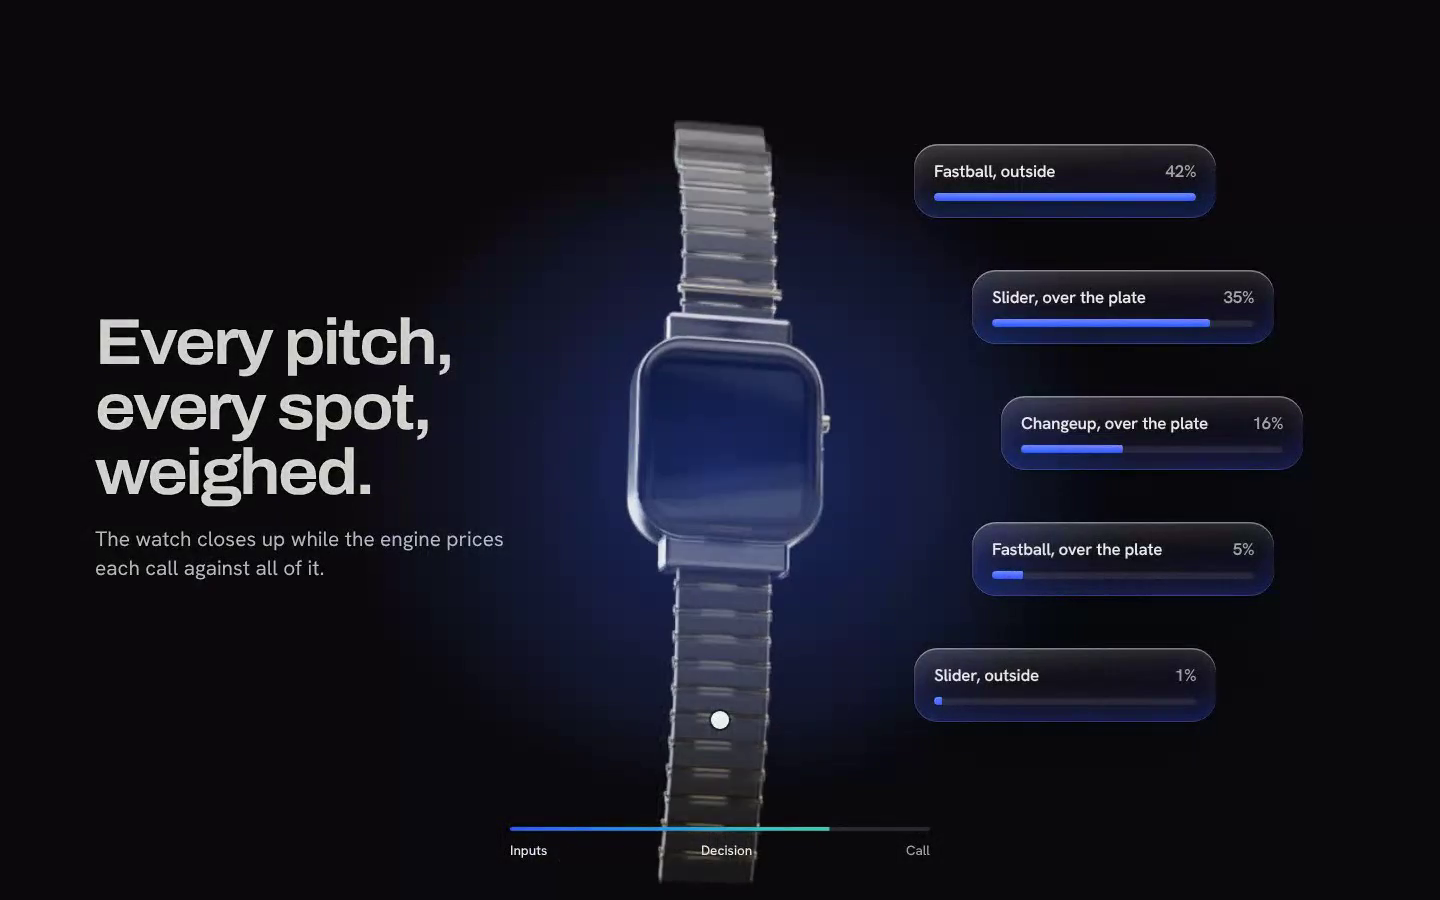 Every pitch,
every spot,
weighed.
The watch closes up while the engine prices
each call against all of it.
Fastball, outside 42%
Slider, over the plate 35%
Changeup, over the plate 16%
Fastball, over the plate 5%
Slider, outside 1%
Inputs Decision Call